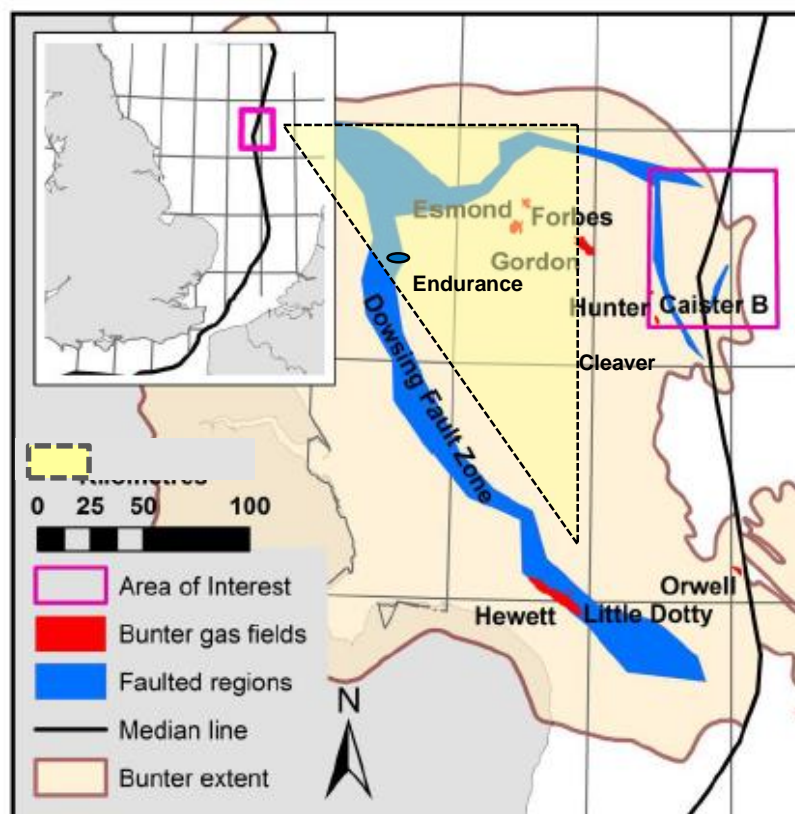 Esmond
Forbes
Gordon
Endurance
Hunter
Caister B
Cleaver
Dowsing Fault Zone
Kilometres
0 25 50 100
Area of Interest
Bunter gas fields
Faulted regions
Median line
Bunter extent
Orwell
Hewett
Little Dotty
N